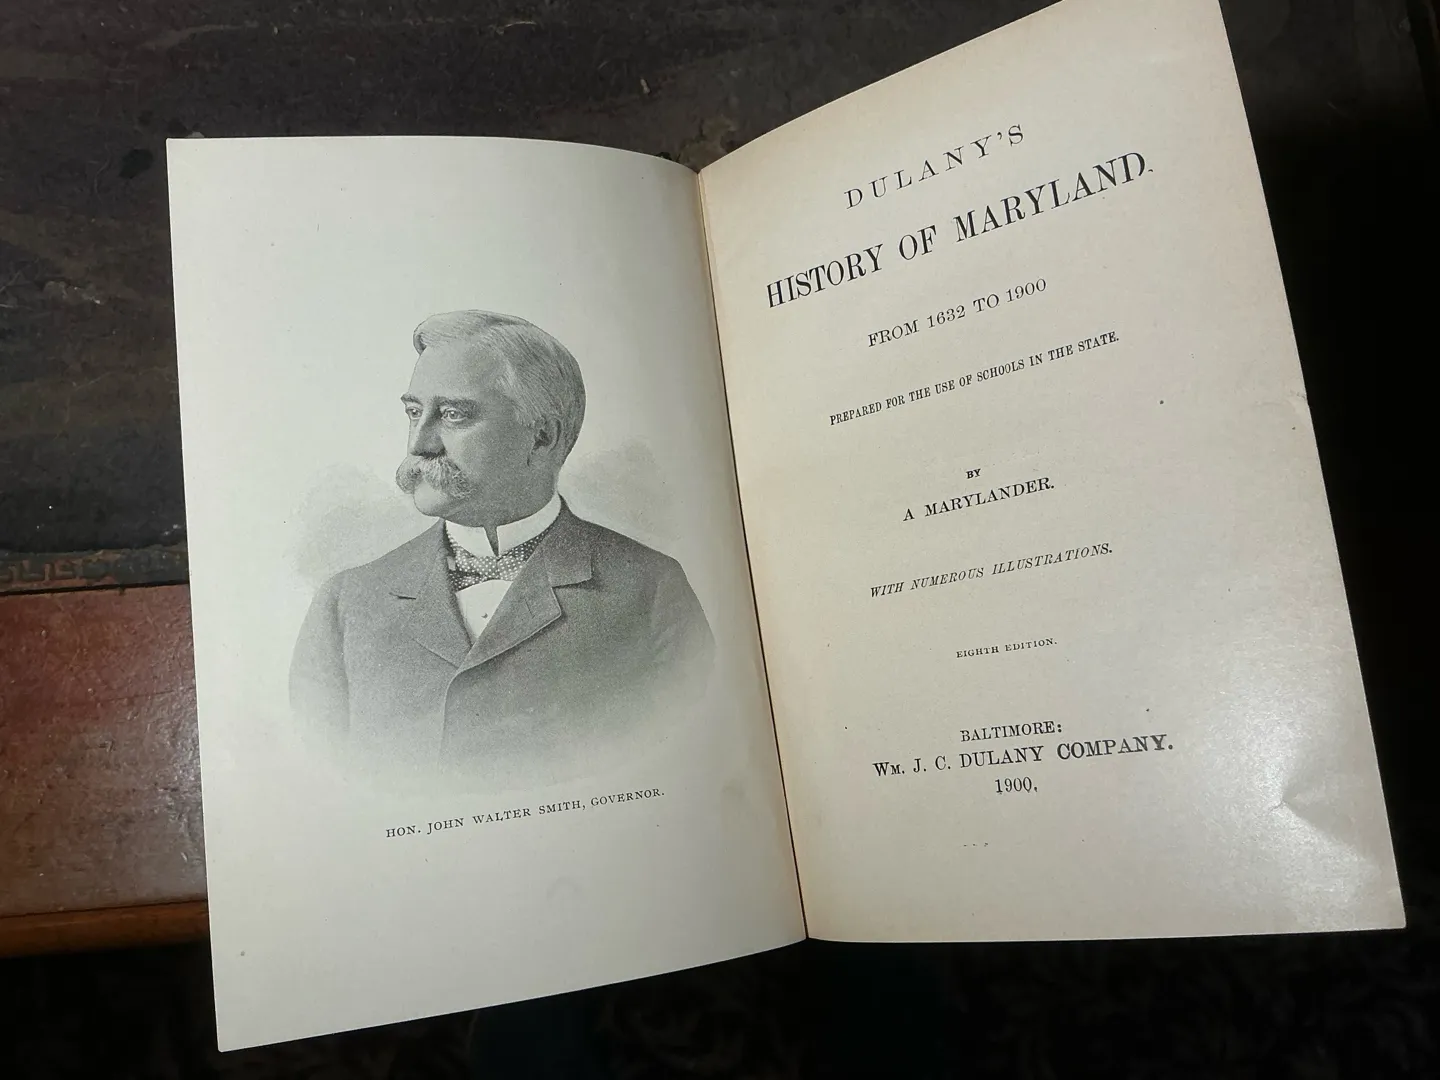 HON. JOHN WALTER SMITH, GOVERNOR.
DULANY'S
HISTORY OF MARYLAND.
FROM 1632 TO 1900
PREPARED FOR THE USE OF SCHOOLS IN THE STATE.
BY
A MARYLANDER.
WITH NUMEROUS ILLUSTRATIONS.
EIGHTH EDITION.
BALTIMORE:
WM. J. C. DULANY COMPANY.
1900.